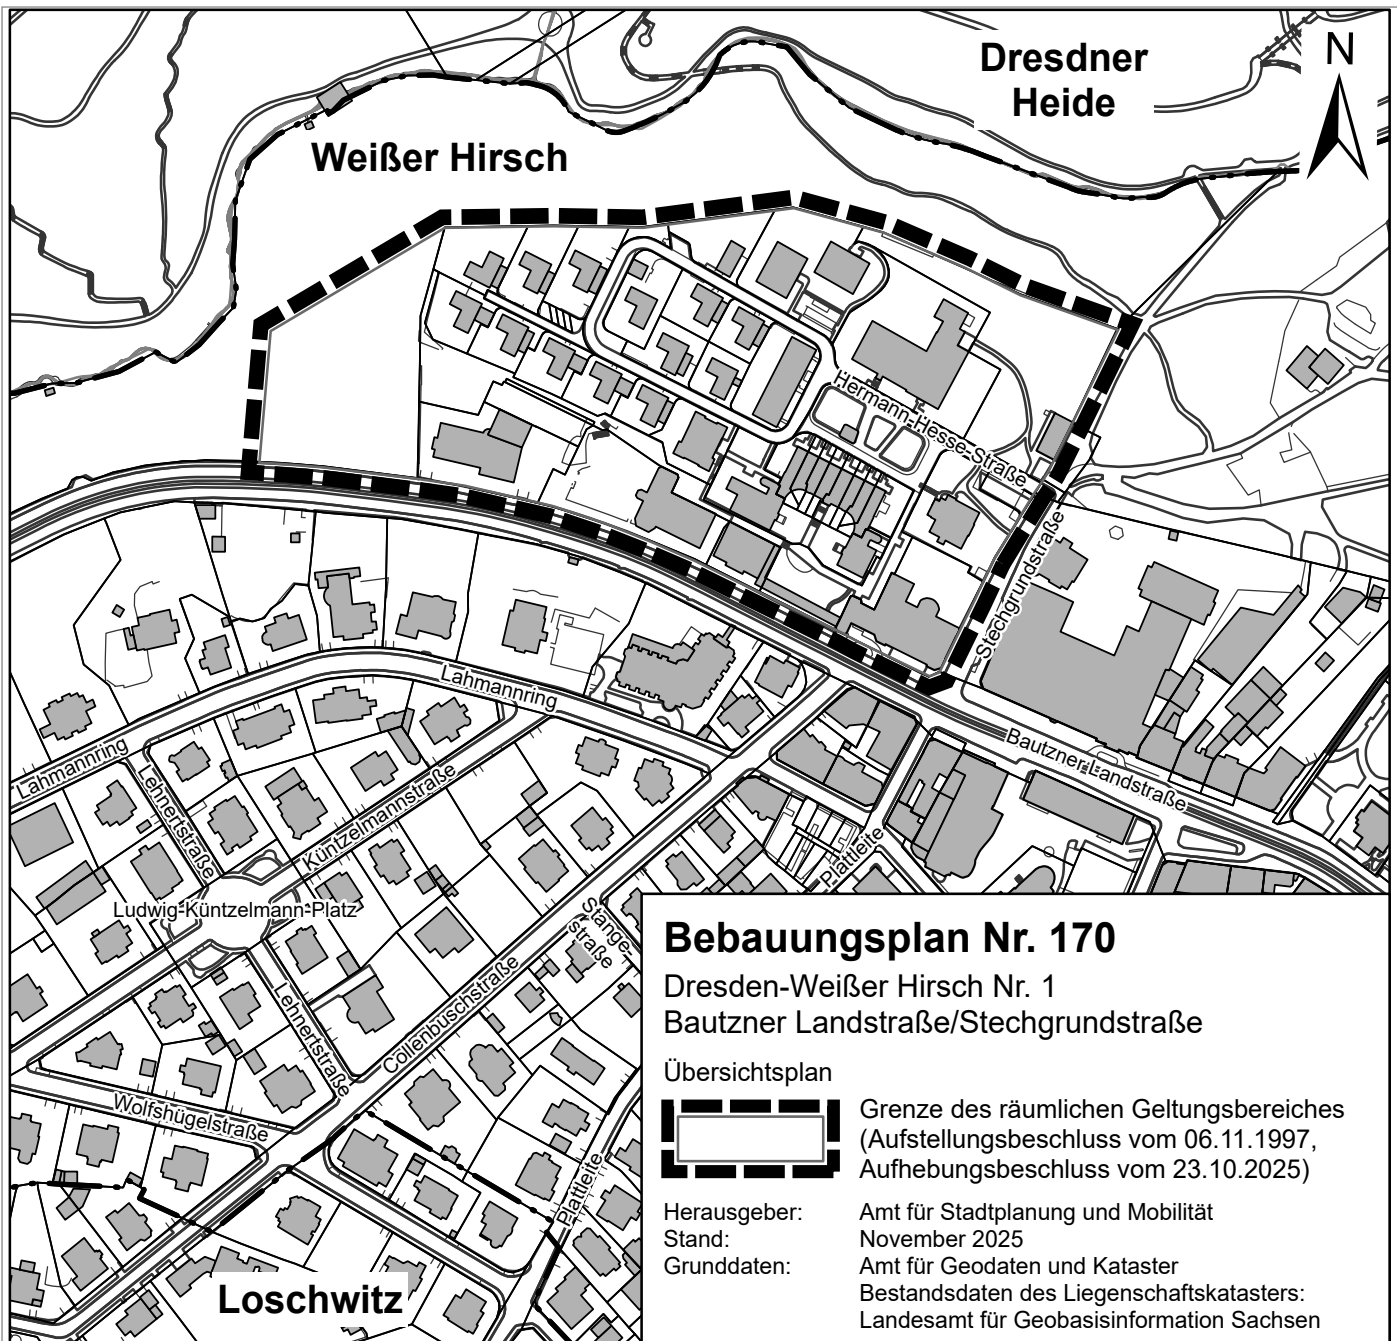 Dresdner
Heide
N
Weißer Hirsch
Hermann-Hesse-Straße
Stechgrundstraße
Lahmannring
Lahmannring
Bautzner Landstraße
Lehnertstraße
Küntzelmannstraße
Plattleite
Ludwig-Küntzelmann-Platz
Stange-
straße
Collenbuschstraße
Lehnertstraße
Wolfshügelstraße
Plattleite
Loschwitz
Bebauungsplan Nr. 170
Dresden-Weißer Hirsch Nr. 1
Bautzner Landstraße/Stechgrundstraße
Übersichtsplan
Grenze des räumlichen Geltungsbereiches
(Aufstellungsbeschluss vom 06.11.1997,
Aufhebungsbeschluss vom 23.10.2025)
Herausgeber: Amt für Stadtplanung und Mobilität
Stand: November 2025
Grunddaten: Amt für Geodaten und Kataster
Bestandsdaten des Liegenschaftskatasters:
Landesamt für Geobasisinformation Sachsen